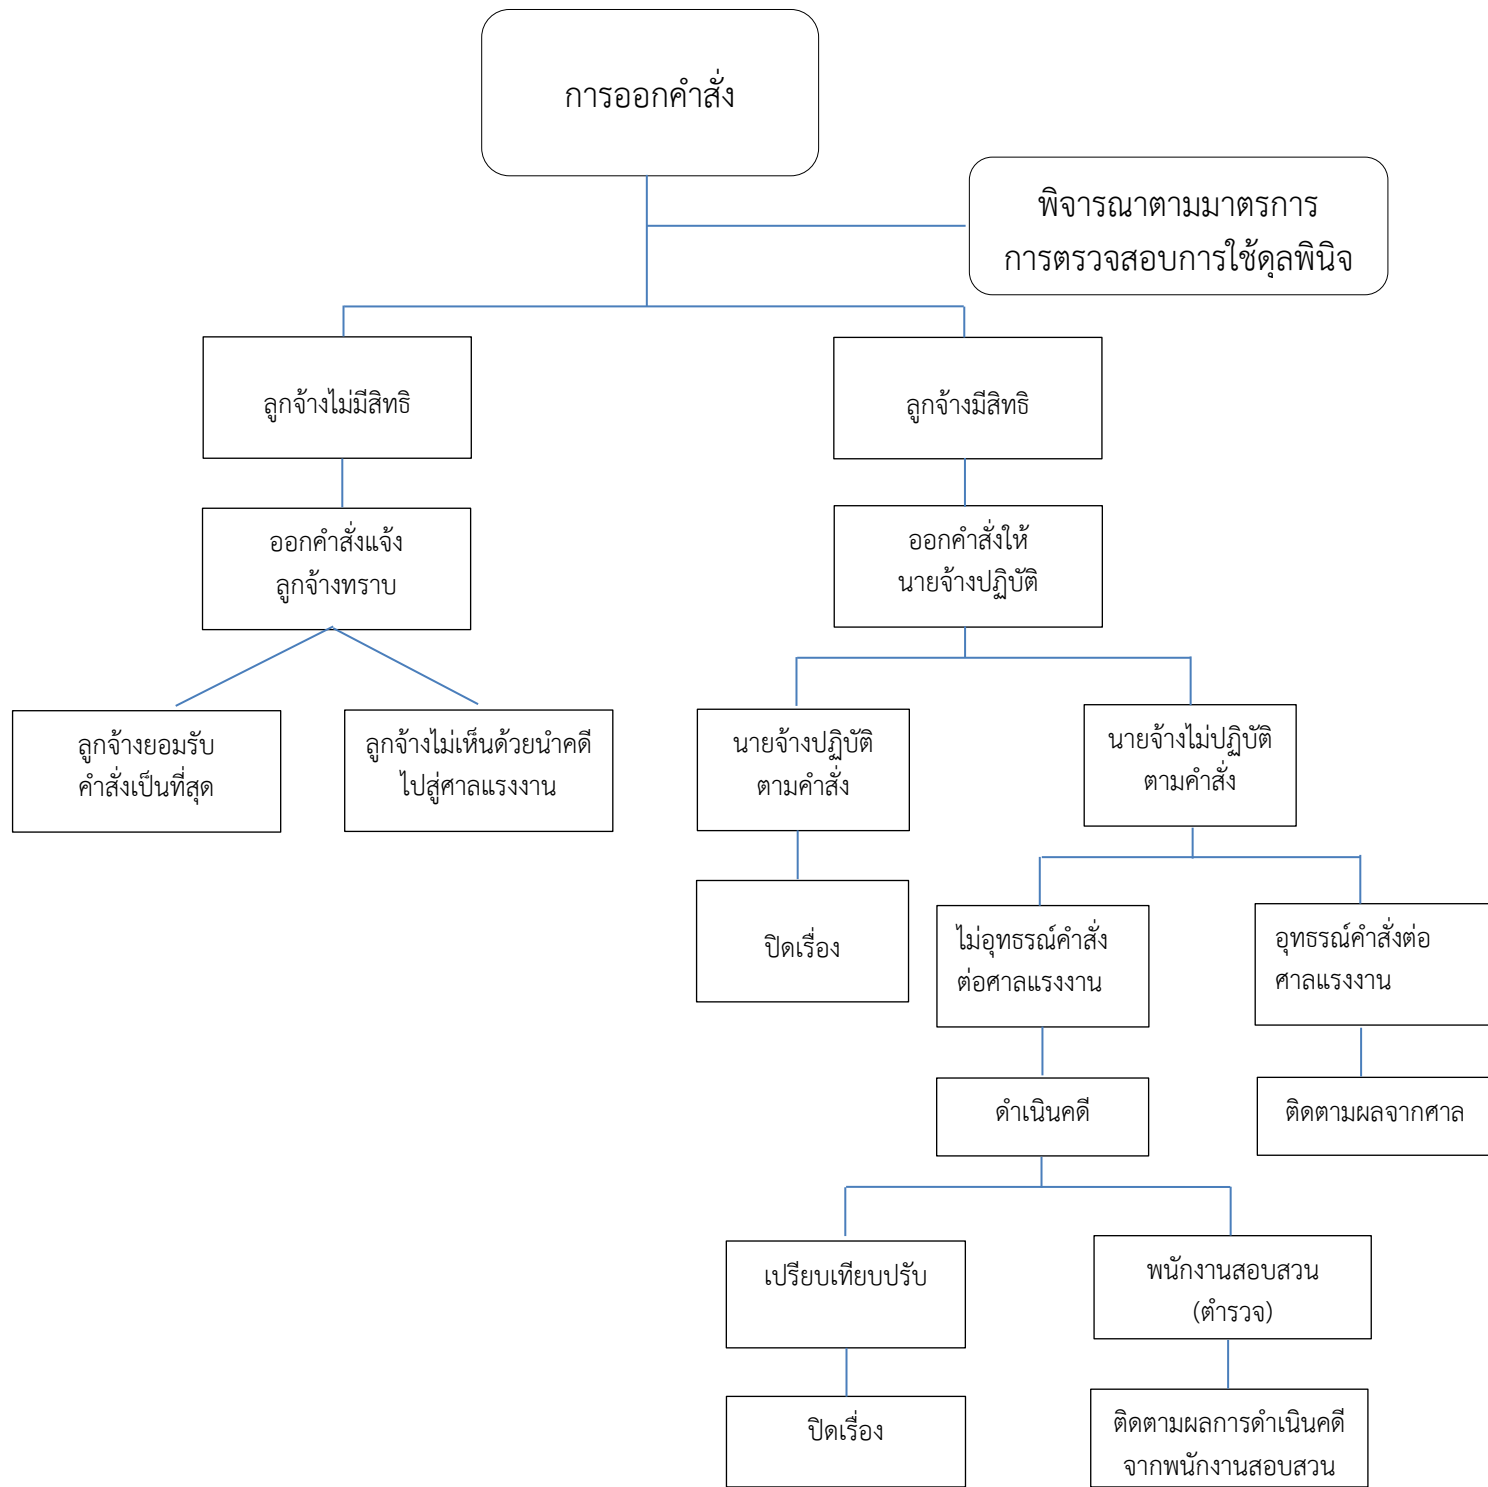 การออกคำสั่ง
พิจารณาตามมาตรการ
การตรวจสอบการใช้ดุลพินิจ
ลูกจ้างไม่มีสิทธิ
ลูกจ้างมีสิทธิ
ออกคำสั่งแจ้ง
ลูกจ้างทราบ
ออกคำสั่งให้
นายจ้างปฏิบัติ
ลูกจ้างยอมรับ
คำสั่งเป็นที่สุด
ลูกจ้างไม่เห็นด้วยนำคดี
ไปสู่ศาลแรงงาน
นายจ้างปฏิบัติ
ตามคำสั่ง
นายจ้างไม่ปฏิบัติ
ตามคำสั่ง
ปิดเรื่อง
ไม่อุทธรณ์คำสั่ง
ต่อศาลแรงงาน
อุทธรณ์คำสั่งต่อ
ศาลแรงงาน
ดำเนินคดี
ติดตามผลจากศาล
เปรียบเทียบปรับ
พนักงานสอบสวน
(ตำรวจ)
ปิดเรื่อง
ติดตามผลการดำเนินคดี
จากพนักงานสอบสวน